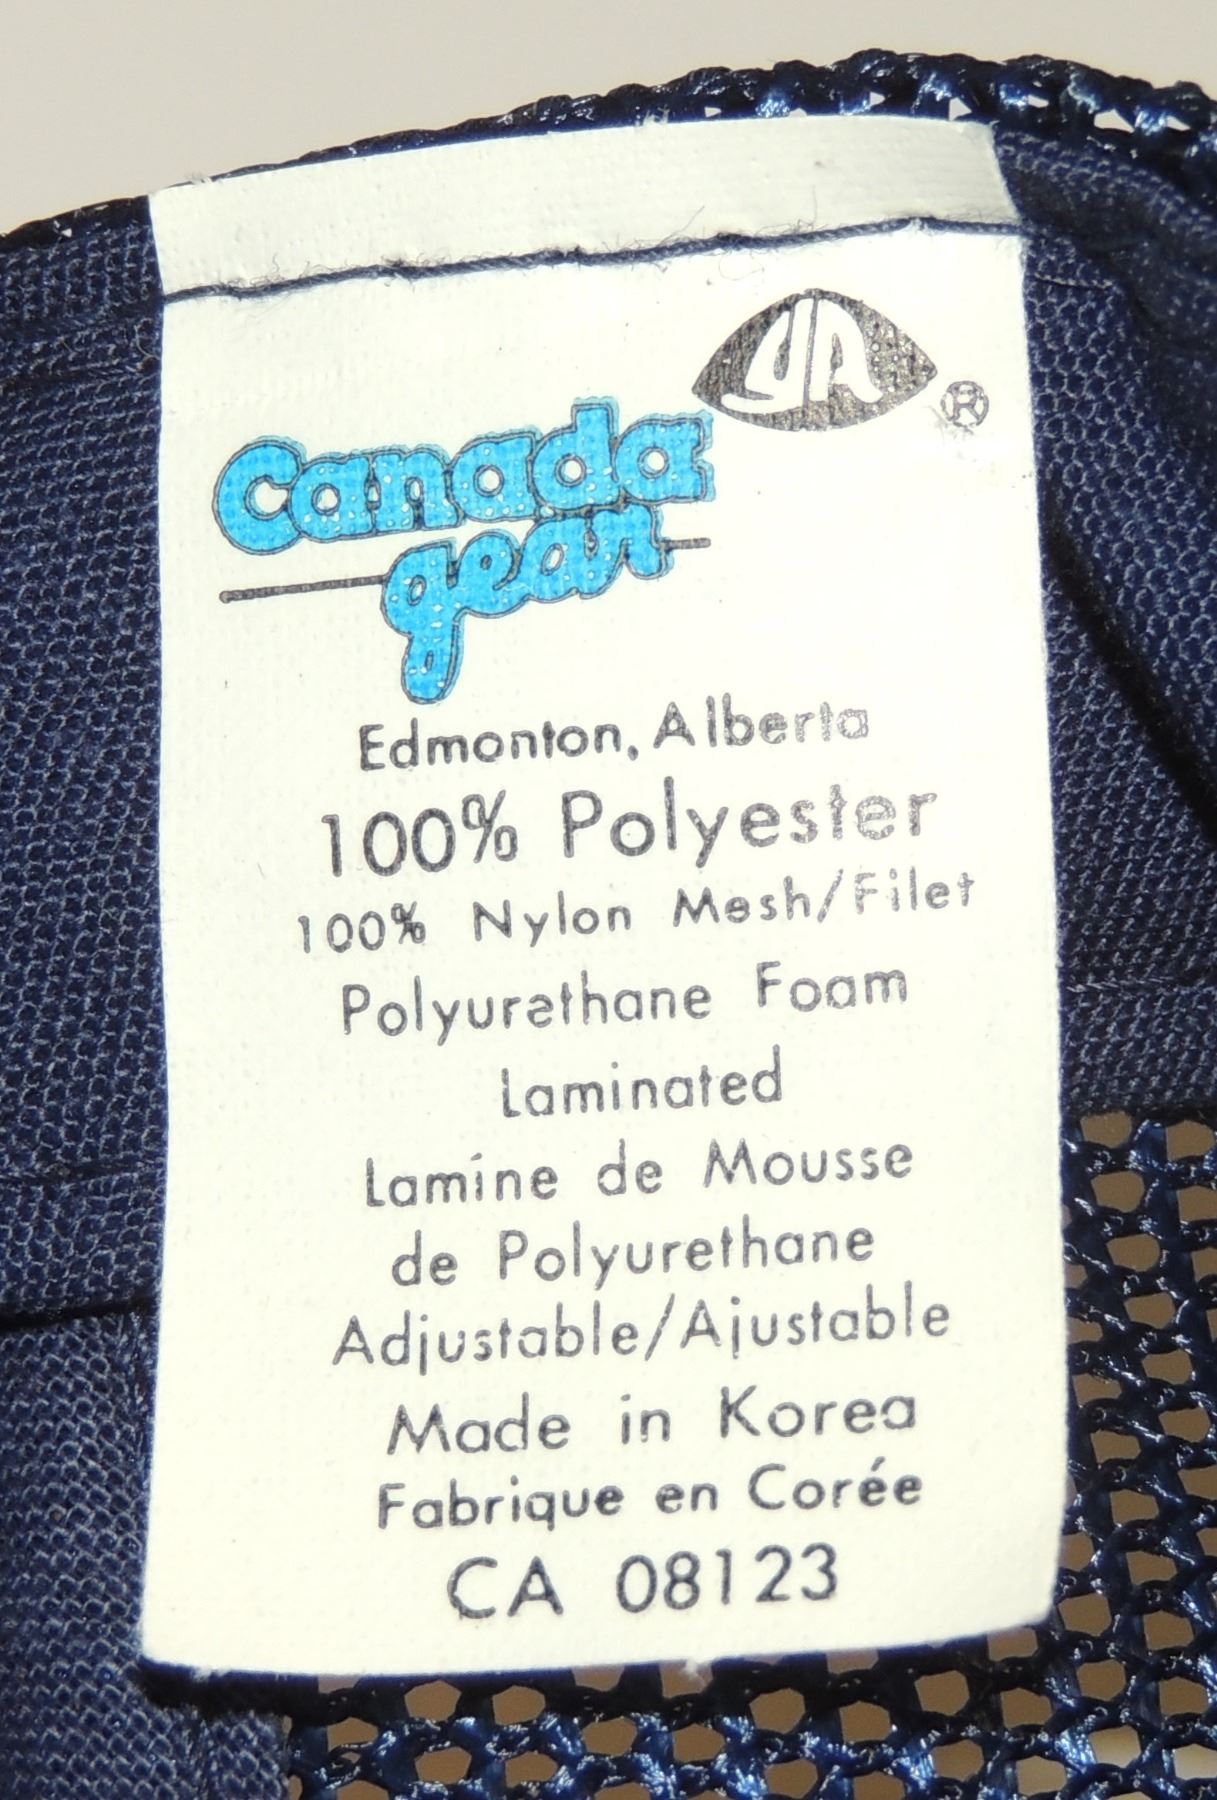 YA ®
Canada
gear
Edmonton, Alberta
100% Polyester
100% Nylon Mesh/Filet
Polyurethane Foam
Laminated
Lamine de Mousse
de Polyurethane
Adjustable/Ajustable
Made in Korea
Fabrique en Corée
CA 08123